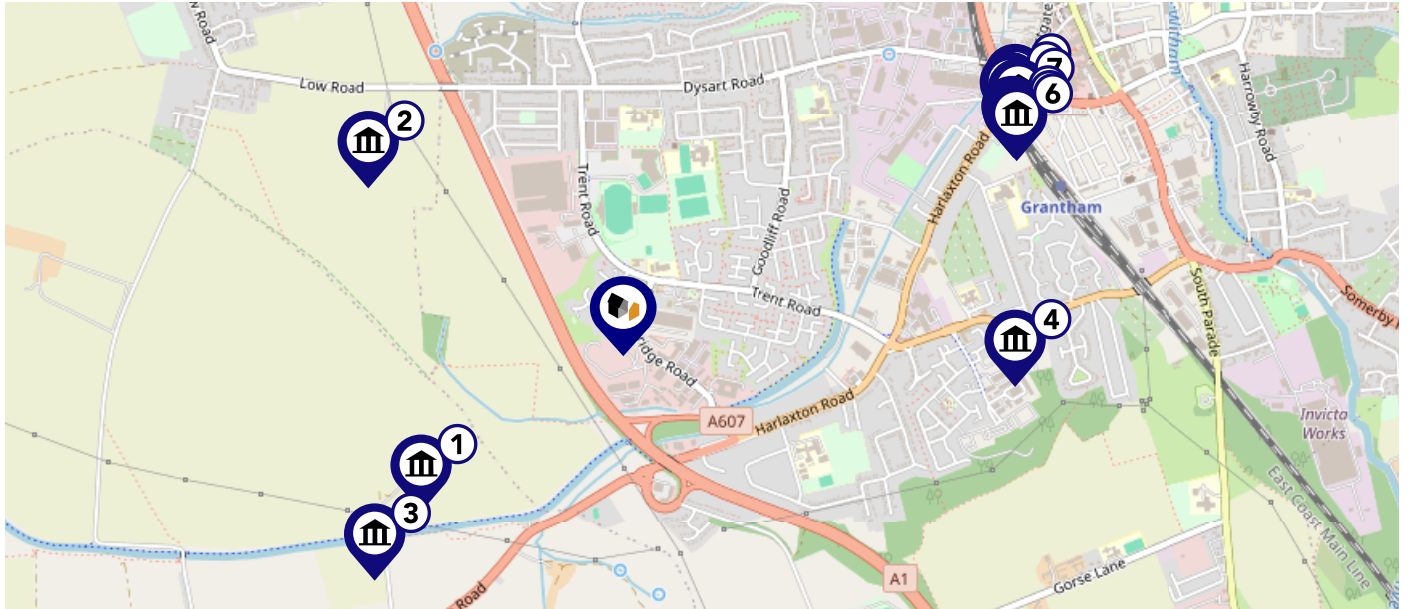 Low Road
Dysart Road
Witham
Harrowby Road
2
7
6
Trent Road
Harlaxton Road
Goodliff Road
Grantham
Trent Road
4
South Parade
Somerby
A607
Harlaxton Road
Invicta
Works
1
3
East Coast Main Line
A1
Gorse Lane
Road